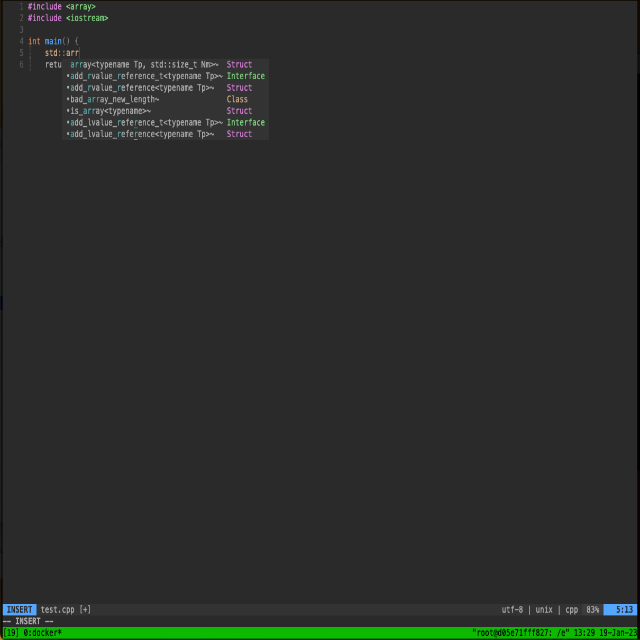 1 #include <array>
2 #include <iostream>
3
4 int main() {
5 std::arr
6 retu array<typename Tp, std::size_t Nm>~ Struct
•add_rvalue_reference_t<typename Tp>~ Interface
•add_rvalue_reference<typename Tp>~ Struct
•bad_array_new_length~ Class
•is_array<typename>~ Struct
•add_lvalue_reference_t<typename Tp>~ Interface
•add_lvalue_reference<typename Tp>~ Struct
INSERT test.cpp [+] utf-8 | unix | cpp 83% 5:13
-- INSERT --
[19] 0:docker* "root@d05e71fff827: /e" 13:29 19-Jan-23